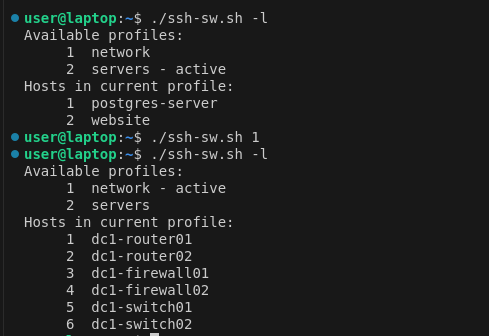 user@laptop:~$ ./ssh-sw.sh -l
Available profiles:
1 network
2 servers - active
Hosts in current profile:
1 postgres-server
2 website
user@laptop:~$ ./ssh-sw.sh 1
user@laptop:~$ ./ssh-sw.sh -l
Available profiles:
1 network - active
2 servers
Hosts in current profile:
1 dc1-router01
2 dc1-router02
3 dc1-firewall01
4 dc1-firewall02
5 dc1-switch01
6 dc1-switch02